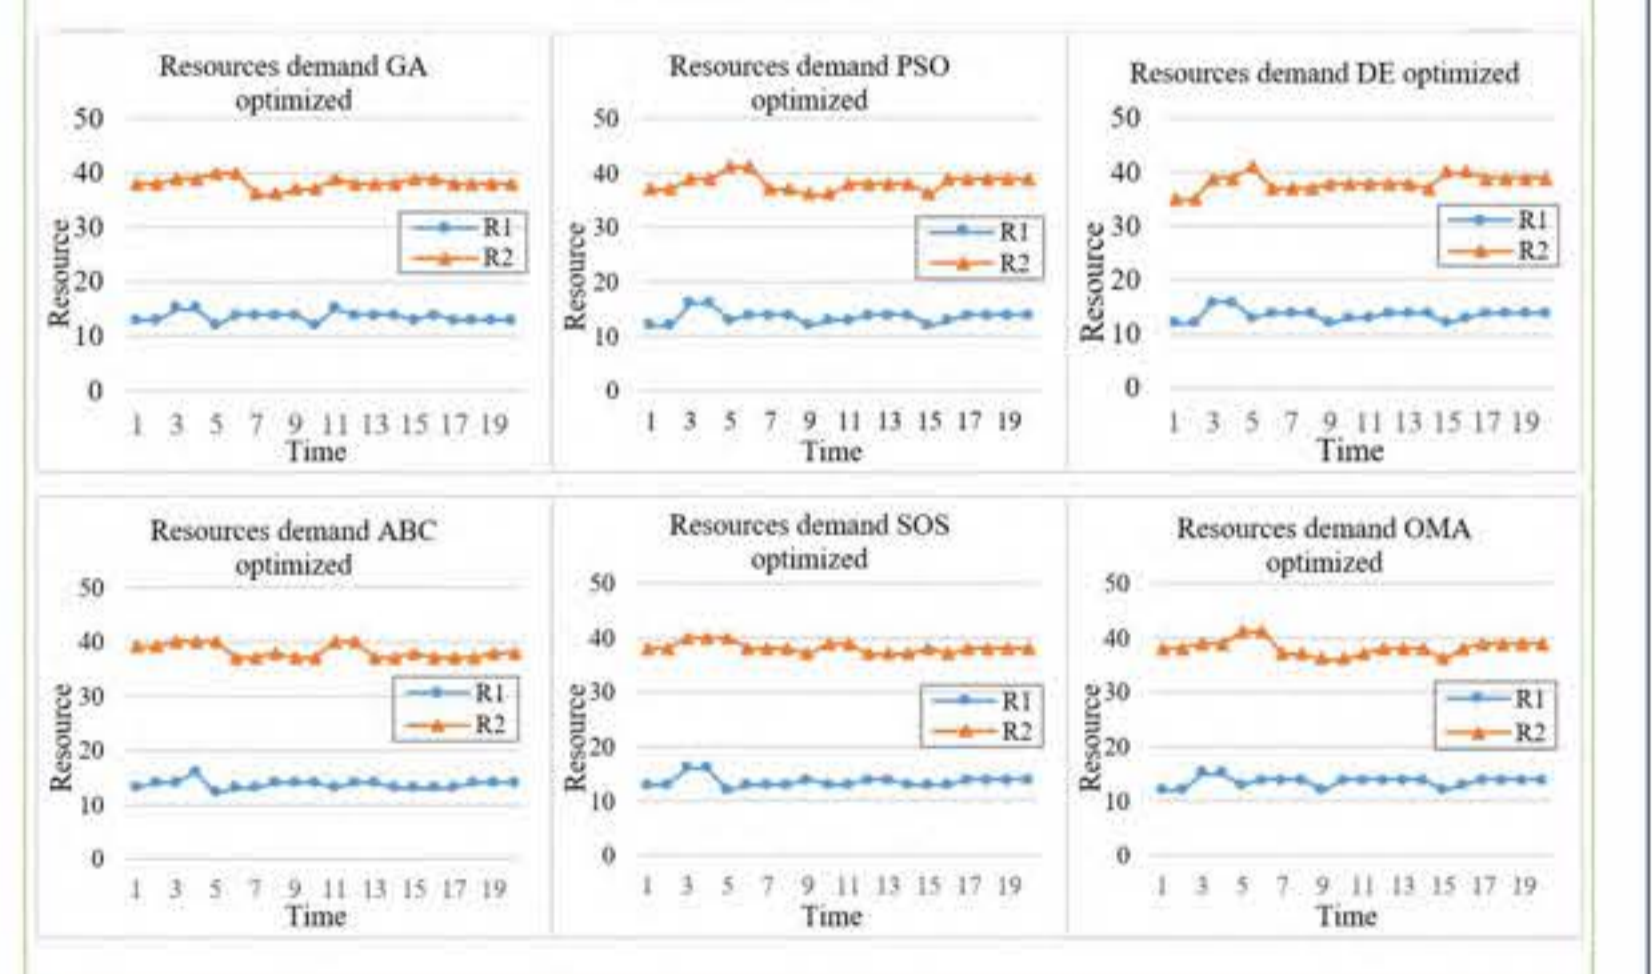 Resources demand GA
optimized
50
40
30
20
10
0
Resource
R1
R2
1 3 5 7 9 11 13 15 17 19
Time
Resources demand PSO
optimized
50
40
30
20
10
0
Resource
R1
R2
1 3 5 7 9 11 13 15 17 19
Time
Resources demand DE optimized
50
40
30
20
10
0
Resource
R1
R2
1 3 5 7 9 11 13 15 17 19
Time
Resources demand ABC
optimized
50
40
30
20
10
0
Resource
R1
R2
1 3 5 7 9 11 13 15 17 19
Time
Resources demand SOS
optimized
50
40
30
20
10
0
Resource
R1
R2
1 3 5 7 9 11 13 15 17 19
Time
Resources demand OMA
optimized
50
40
30
20
10
0
Resource
R1
R2
1 3 5 7 9 11 13 15 17 19
Time